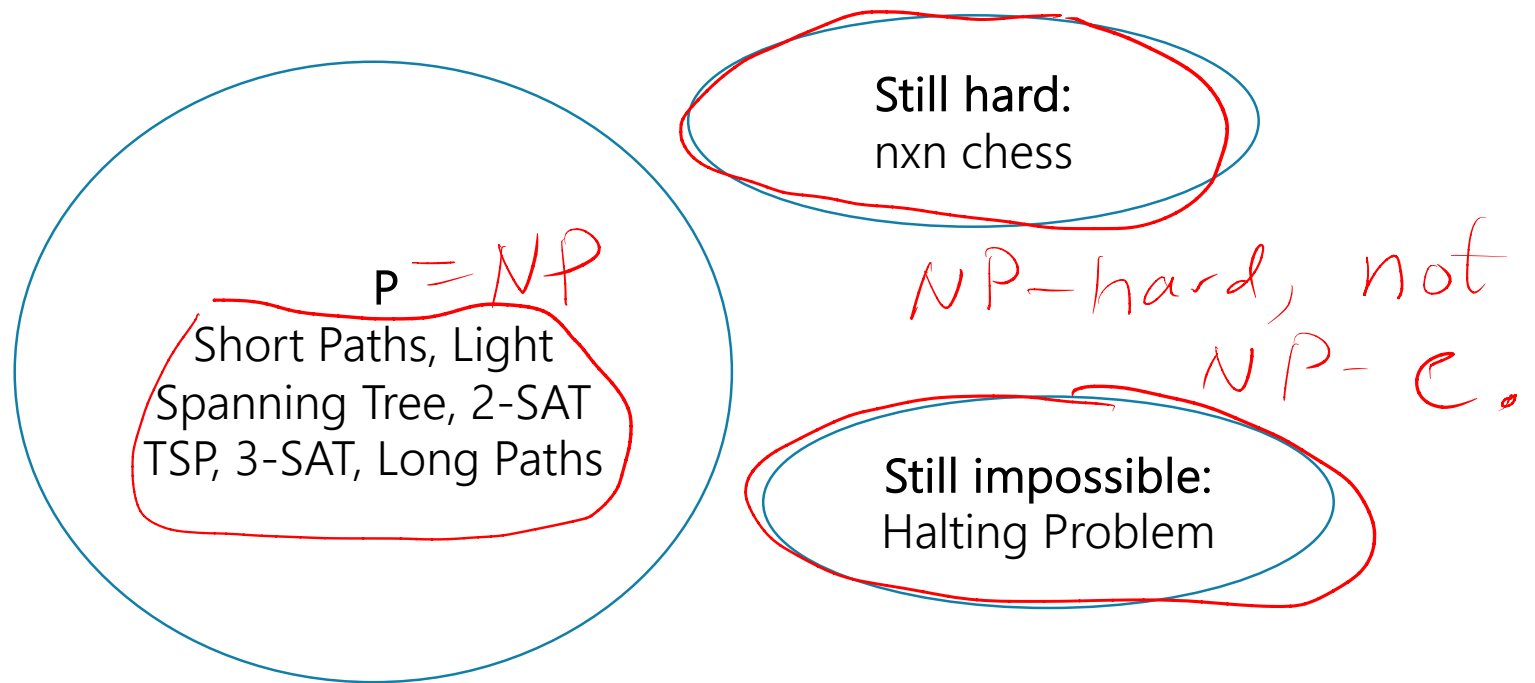 P = NP
Short Paths, Light
Spanning Tree, 2-SAT
TSP, 3-SAT, Long Paths
Still hard:
nxn chess
NP-hard, not
NP-c.
Still impossible:
Halting Problem